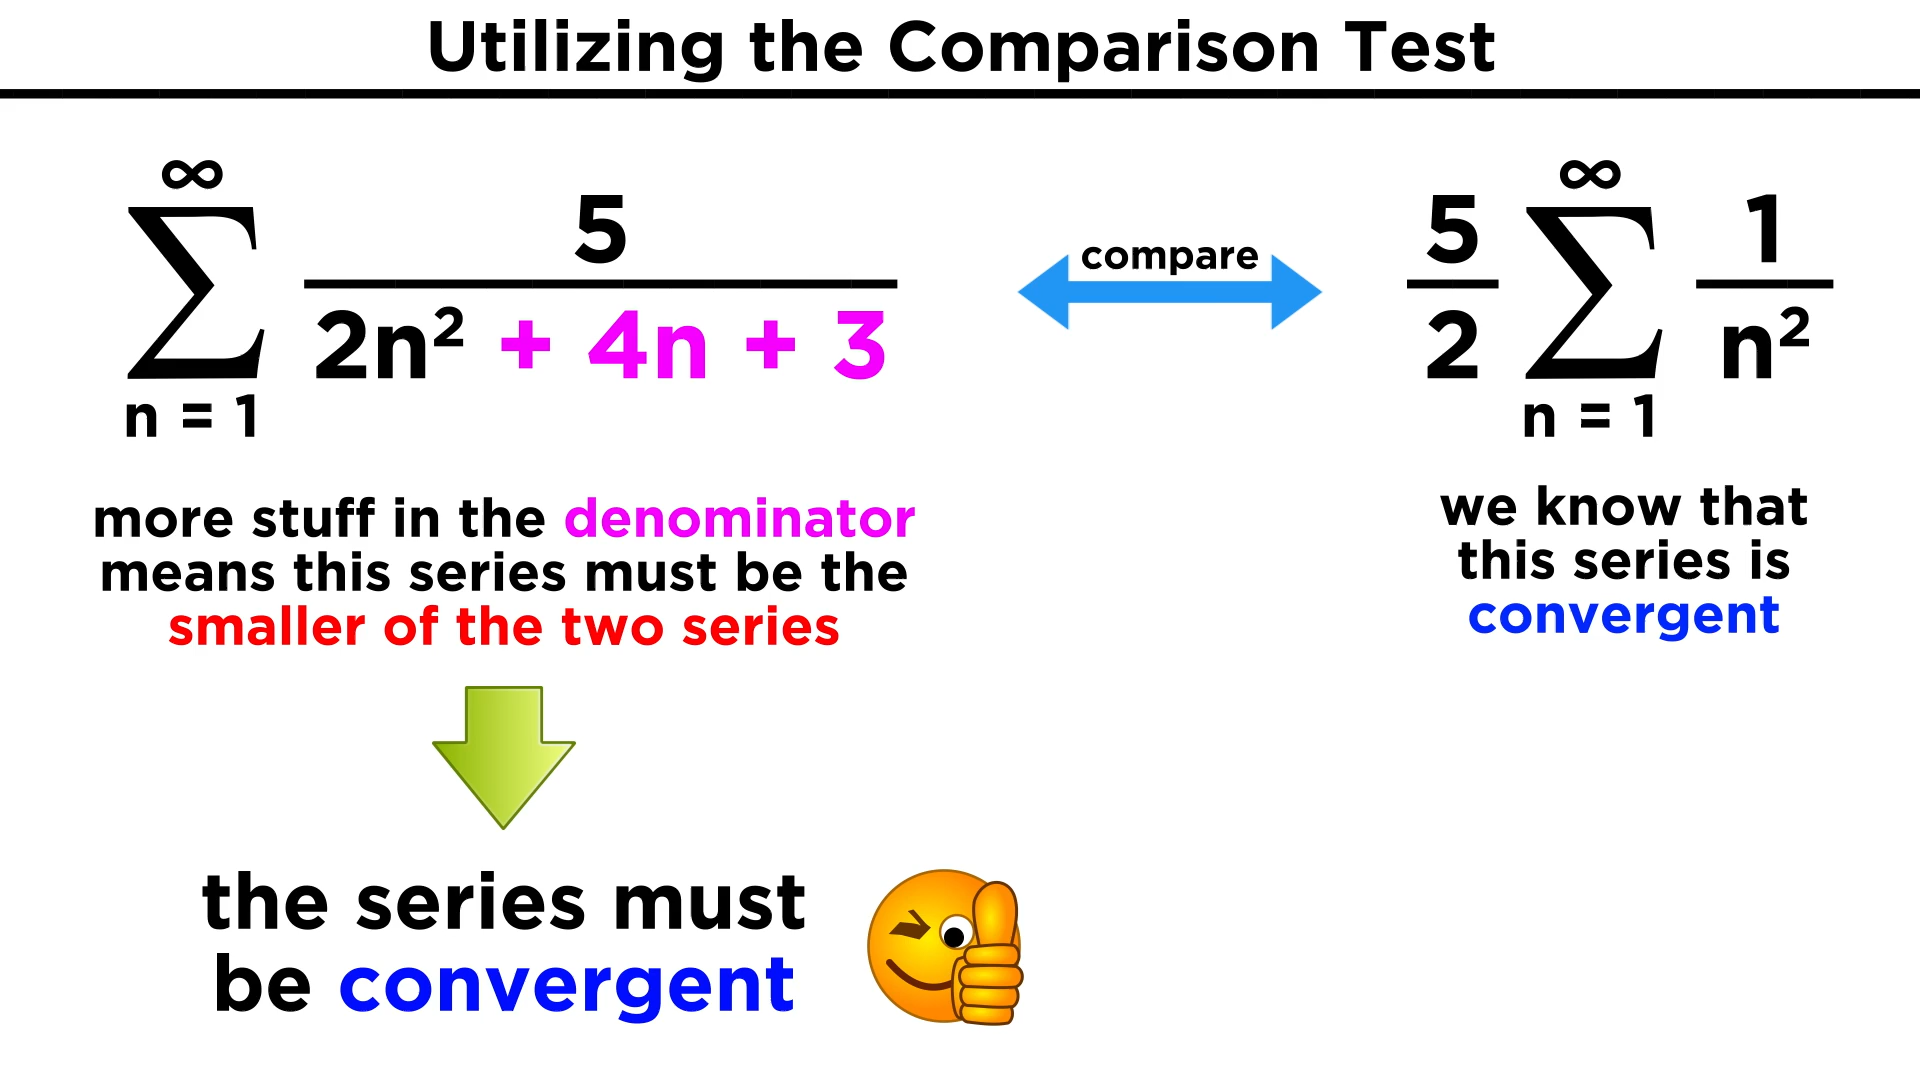 Utilizing the Comparison Test
∞
∑
n = 1
5
2n² + 4n + 3
compare
5
2
∞
∑
n = 1
1
n²
more stuff in the denominator
means this series must be the
smaller of the two series
we know that
this series is
convergent
the series must
be convergent